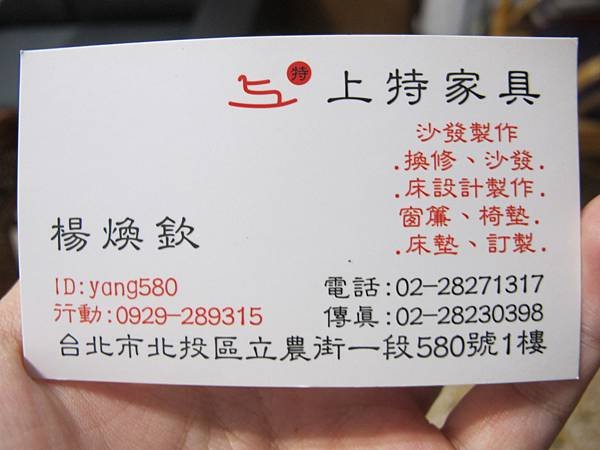 特 上特家具
沙發製作
.換修、沙發.
.床設計製作.
窗簾、椅墊.
.床墊、訂製.
楊煥欽
ID:yang580
行動:0929-289315
電話:02-28271317
傳眞:02-28230398
台北市北投區立農街一段580號1樓